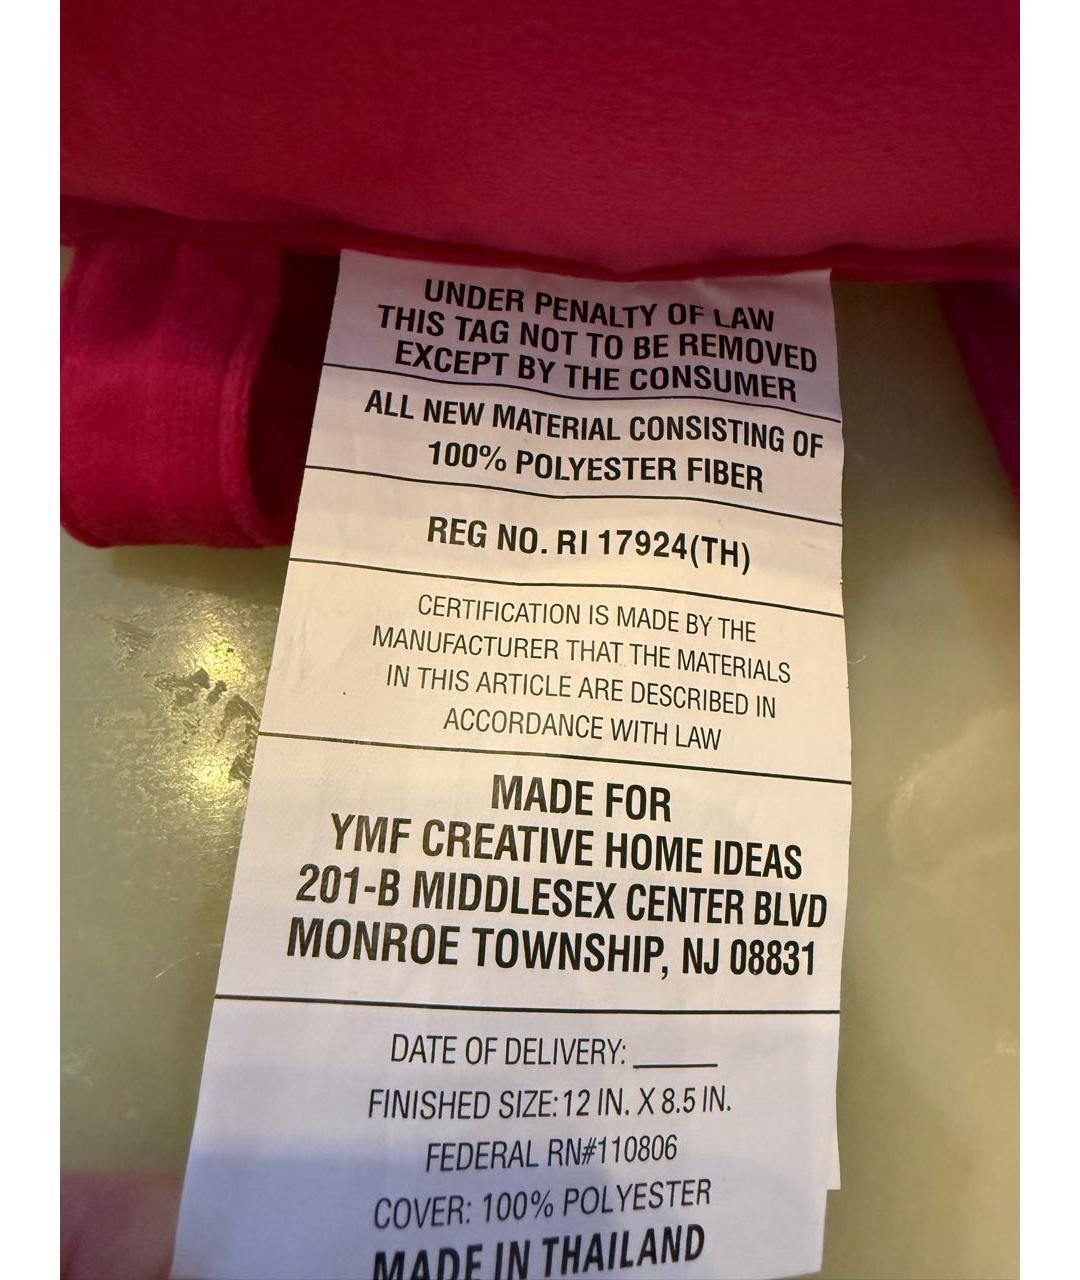 UNDER PENALTY OF LAW
THIS TAG NOT TO BE REMOVED
EXCEPT BY THE CONSUMER
ALL NEW MATERIAL CONSISTING OF
100% POLYESTER FIBER
REG NO. RI 17924(TH)
CERTIFICATION IS MADE BY THE
MANUFACTURER THAT THE MATERIALS
IN THIS ARTICLE ARE DESCRIBED IN
ACCORDANCE WITH LAW
MADE FOR
YMF CREATIVE HOME IDEAS
201-B MIDDLESEX CENTER BLVD
MONROE TOWNSHIP, NJ 08831
DATE OF DELIVERY: _____
FINISHED SIZE: 12 IN. X 8.5 IN.
FEDERAL RN#110806
COVER: 100% POLYESTER
MADE IN THAILAND